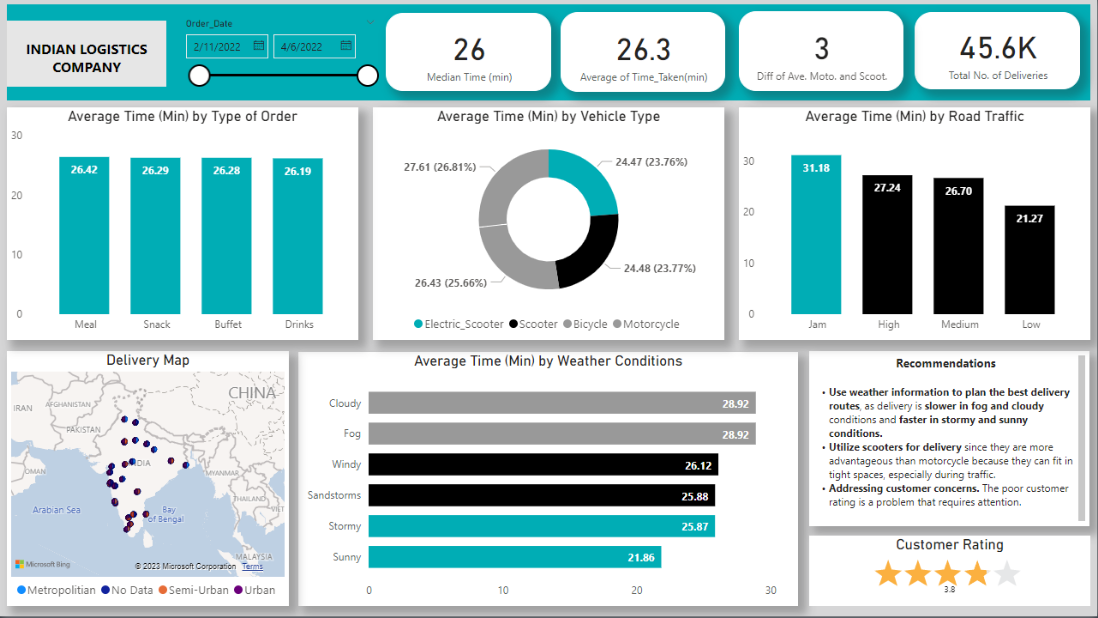 INDIAN LOGISTICS
COMPANY
Order_Date
2/11/2022
4/6/2022
26
Median Time (min)
26.3
Average of Time_Taken(min)
3
Diff of Ave. Moto. and Scoot.
45.6K
Total No. of Deliveries
Average Time (Min) by Type of Order
30
20
10
0
26.42
26.29
26.28
26.19
Meal
Snack
Buffet
Drinks
Average Time (Min) by Vehicle Type
27.61 (26.81%)
24.47 (23.76%)
26.43 (25.66%)
24.48 (23.77%)
Electric_Scooter
Scooter
Bicycle
Motorcycle
Average Time (Min) by Road Traffic
30
20
10
0
31.18
27.24
26.70
21.27
Jam
High
Medium
Low
Delivery Map
CHINA
IRAN
AFGHANISTAN
PAKISTAN
OMAN
INDIA
MYANMAR
THAILAND
Arabian Sea
Bay
of Bengal
MALAYSIA
Microsoft Bing
© 2023 Microsoft Corporation
Terms
Metropolitian
No Data
Semi-Urban
Urban
Average Time (Min) by Weather Conditions
Cloudy
28.92
Fog
28.92
Windy
26.12
Sandstorms
25.88
Stormy
25.87
Sunny
21.86
0
10
20
30
Recommendations
• Use weather information to plan the best delivery
routes, as delivery is slower in fog and cloudy
conditions and faster in stormy and sunny
conditions.
• Utilize scooters for delivery since they are more
advantageous than motorcycle because they can fit in
tight spaces, especially during traffic.
• Addressing customer concerns. The poor customer
rating is a problem that requires attention.
Customer Rating
3.8